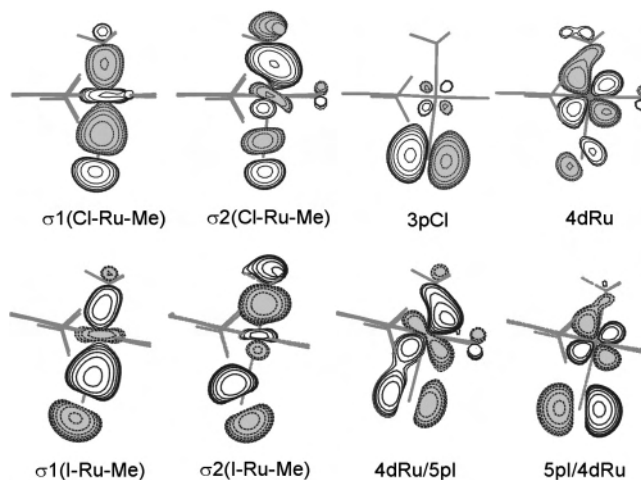 σ1(Cl-Ru-Me) σ2(Cl-Ru-Me) 3pCl 4dRu
σ1(I-Ru-Me) σ2(I-Ru-Me) 4dRu/5pI 5pI/4dRu